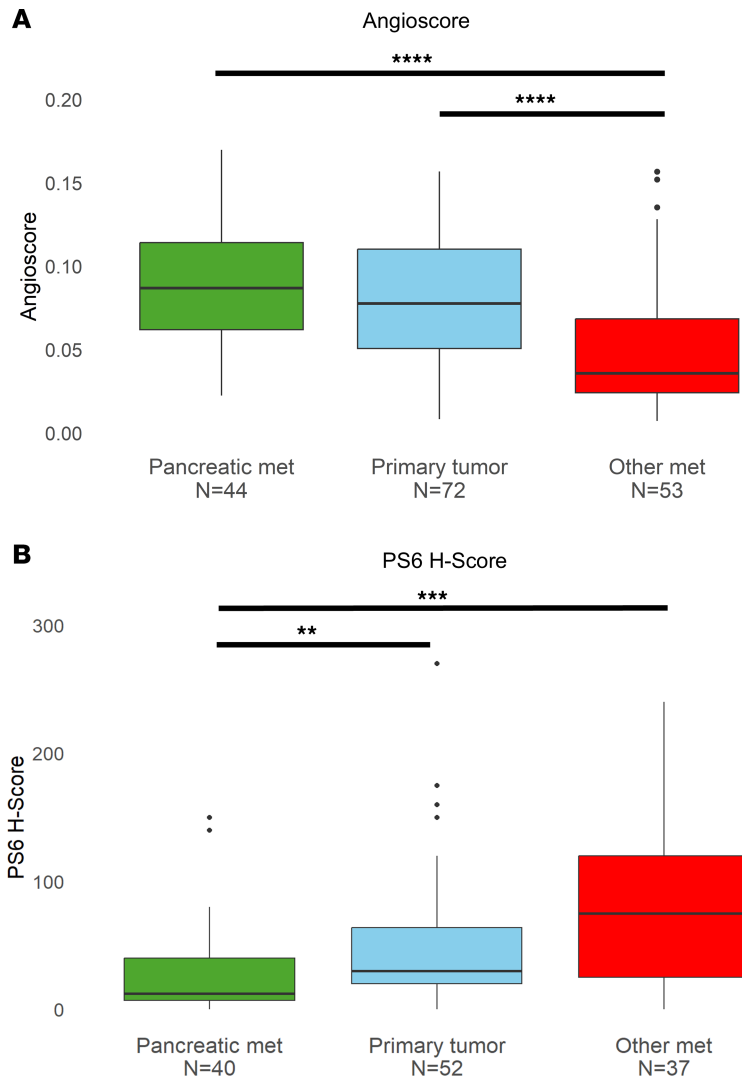 A
Angioscore
****
****
0.20
0.15
0.10
0.05
0.00
Angioscore
Pancreatic met
N=44
Primary tumor
N=72
Other met
N=53
B
PS6 H-Score
***
**
300
200
100
0
PS6 H-Score
Pancreatic met
N=40
Primary tumor
N=52
Other met
N=37